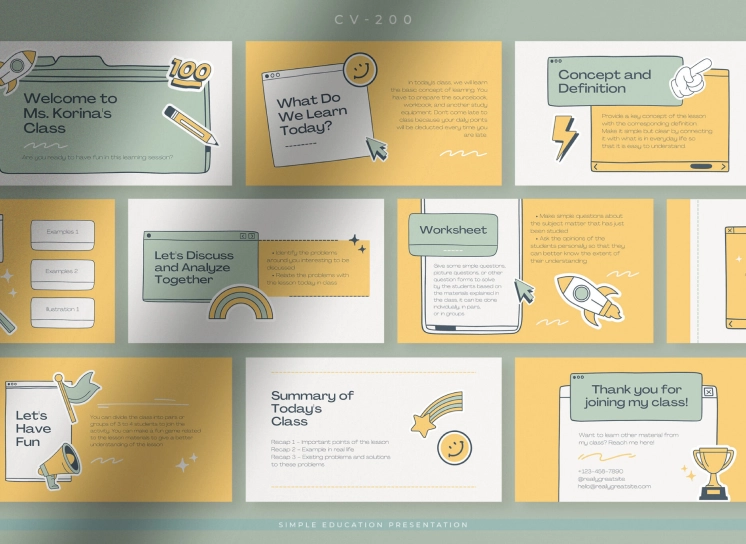 CV-200
Welcome to
Ms. Korina's
Class
Are you ready to have fun in this learning session?
100
What Do
We Learn
Today?
In today's class, we will learn
the basic concept of learning. You
have to prepare the sourcebook,
workbook, and another study
equipment. Don't come late to
class because your daily points
will be deducted every time you
are late.
Concept and
Definition
Provide a key concept of the lesson
with the corresponding definition.
Make it simple but clear by connecting
it with what is in everyday life so
that it is easy to understand.
Examples 1
Examples 2
Illustration 1
Let's Discuss
and Analyze
Together
• Identify the problems
around you interesting to be
discussed
• Relate the problems with
the lesson today in class
Worksheet
Give some simple questions,
picture questions, or other
question forms to solve
by the students based on
the materials explained in
the class. It can be done
individually, in pairs,
or in groups.
• Make simple questions about
the subject matter that has just
been studied
• Ask the opinions of the
students personally so that they
can better know the extent of
their understanding
Let's
Have
Fun
You can divide the class into pairs or
groups of 3 to 4 students to join the
activity. You can make a fun game related
to the lesson materials to give a better
understanding of the lesson.
Summary of
Today's
Class
Recap 1 - Important points of the lesson
Recap 2 - Example in real life
Recap 3 - Existing problems and solutions
to these problems
Thank you for
joining my class!
Want to learn other material from
my class? Reach me here!
+123-456-7890
@reallygreatsite
hello@reallygreatsite.com
SIMPLE EDUCATION PRESENTATION